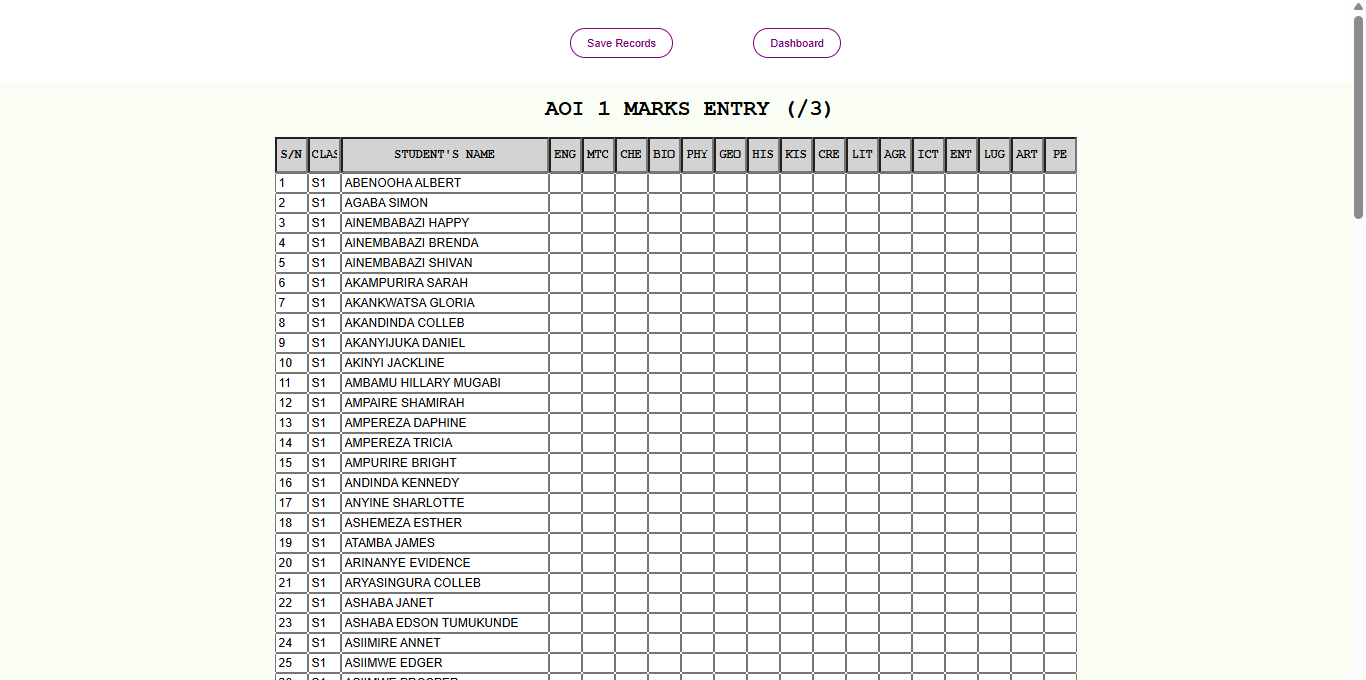 Save Records Dashboard
AOI 1 MARKS ENTRY (/3)
S/N CLAS STUDENT'S NAME ENG MTC CHE BIO PHY GEO HIS KIS CRE LIT AGR ICT ENT LUG ART PE
1 S1 ABENOOHA ALBERT
2 S1 AGABA SIMON
3 S1 AINEMBABAZI HAPPY
4 S1 AINEMBABAZI BRENDA
5 S1 AINEMBABAZI SHIVAN
6 S1 AKAMPURIRA SARAH
7 S1 AKANKWATSA GLORIA
8 S1 AKANDINDA COLLEB
9 S1 AKANYIJUKA DANIEL
10 S1 AKINYI JACKLINE
11 S1 AMBAMU HILLARY MUGABI
12 S1 AMPAIRE SHAMIRAH
13 S1 AMPEREZA DAPHINE
14 S1 AMPEREZA TRICIA
15 S1 AMPURIRE BRIGHT
16 S1 ANDINDA KENNEDY
17 S1 ANYINE SHARLOTTE
18 S1 ASHEMEZA ESTHER
19 S1 ATAMBA JAMES
20 S1 ARINANYE EVIDENCE
21 S1 ARYASINGURA COLLEB
22 S1 ASHABA JANET
23 S1 ASHABA EDSON TUMUKUNDE
24 S1 ASIIMIRE ANNET
25 S1 ASIIMWE EDGER